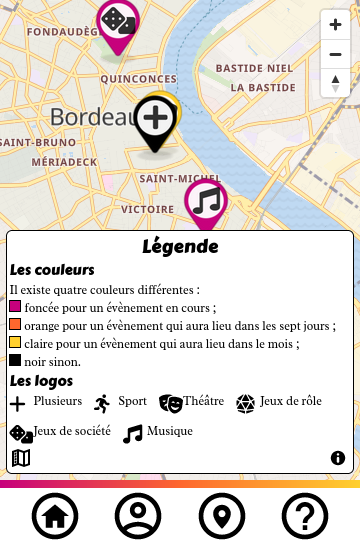 FONDAUDÈG
QUINCONCES
BASTIDE NIEL
LA BASTIDE
Bordeau
SAINT-BRUNO
MÉRIADECK
SAINT-MICHEL
VICTOIRE
Légende
Les couleurs
Il existe quatre couleurs différentes :
foncée pour un évènement en cours ;
orange pour un évènement qui aura lieu dans les sept jours ;
claire pour un évènement qui aura lieu dans le mois ;
noir sinon.
Les logos
Plusieurs Sport Théâtre Jeux de rôle
Jeux de société Musique